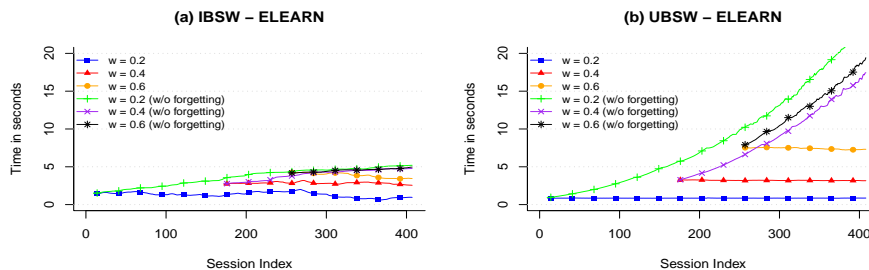 (a) IBSW − ELEARN
Time in seconds
20
15
10
5
0
w = 0.2
w = 0.4
w = 0.6
w = 0.2 (w/o forgetting)
w = 0.4 (w/o forgetting)
w = 0.6 (w/o forgetting)
0 100 200 300 400
Session Index
(b) UBSW − ELEARN
Time in seconds
20
15
10
5
0
w = 0.2
w = 0.4
w = 0.6
w = 0.2 (w/o forgetting)
w = 0.4 (w/o forgetting)
w = 0.6 (w/o forgetting)
0 100 200 300 400
Session Index